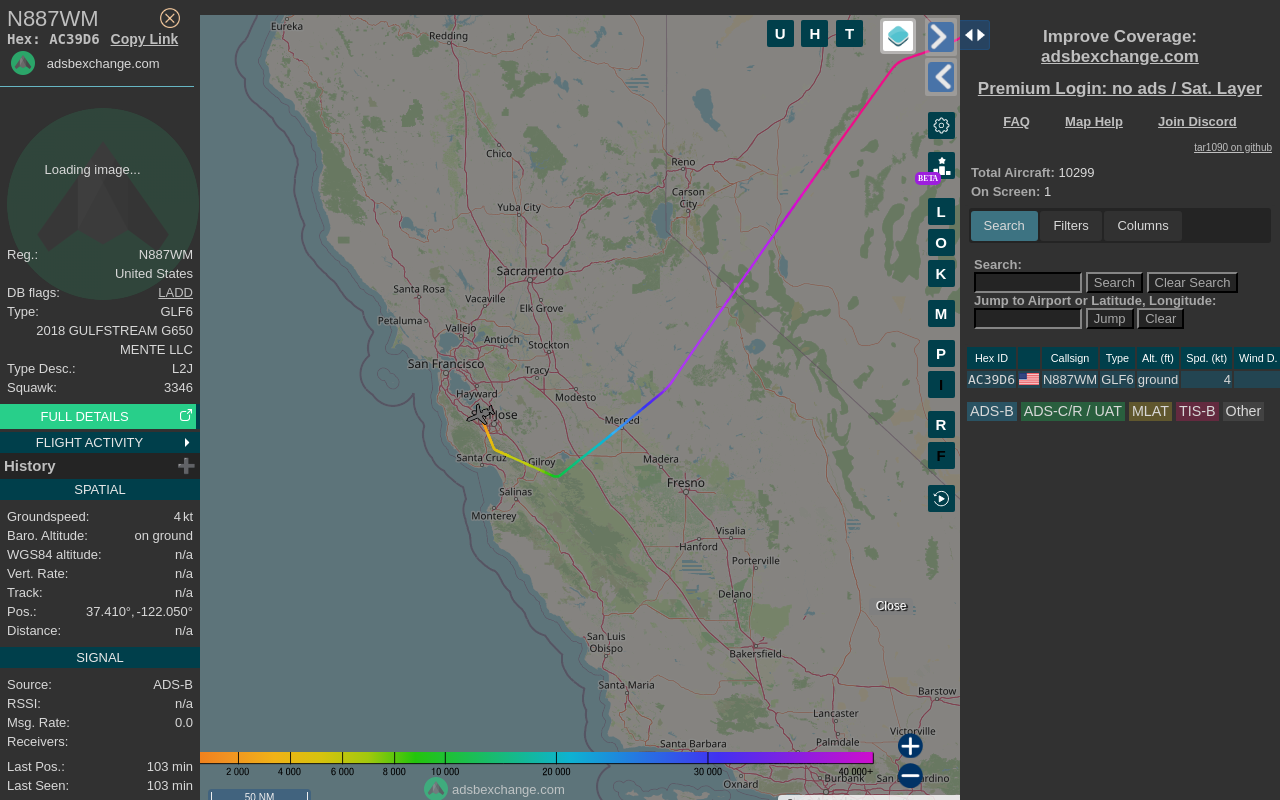 N887WM
Hex: AC39D6 Copy Link
adsbexchange.com
Loading image...
Reg.: N887WM
United States
DB flags: LADD
Type: GLF6
2018 GULFSTREAM G650
MENTE LLC
Type Desc.: L2J
Squawk: 3346
FULL DETAILS
FLIGHT ACTIVITY
History
SPATIAL
Groundspeed: 4 kt
Baro. Altitude: on ground
WGS84 altitude: n/a
Vert. Rate: n/a
Track: n/a
Pos.: 37.410°, -122.050°
Distance: n/a
SIGNAL
Source: ADS-B
RSSI: n/a
Msg. Rate: 0.0
Receivers:
Last Pos.: 103 min
Last Seen: 103 min
U H T
Eureka
Redding
Chico
Reno
Carson
City
Yuba City
Sacramento
Santa Rosa
Vacaville
Elk Grove
Petaluma
Vallejo
Antioch
Stockton
San Francisco
Tracy
Hayward
Modesto
Merced
Santa Cruz
Gilroy
Madera
Salinas
Fresno
Monterey
Visalia
Hanford
Porterville
Delano
San Luis
Obispo
Bakersfield
Santa Maria
Barstow
Lancaster
Victorville
Palmdale
Santa Barbara
Burbank
Oxnard
Close
BETA
L
O
K
M
P
I
R
F
2 000 4 000 6 000 8 000 10 000 20 000 30 000 40 000+
adsbexchange.com
50 NM
Improve Coverage:
adsbexchange.com
Premium Login: no ads / Sat. Layer
FAQ Map Help Join Discord
tar1090 on github
Total Aircraft: 10299
On Screen: 1
Search Filters Columns
Search:
Search Clear Search
Jump to Airport or Latitude, Longitude:
Jump Clear
Hex ID Callsign Type Alt. (ft) Spd. (kt) Wind D.
AC39D6 N887WM GLF6 ground 4
ADS-B ADS-C/R / UAT MLAT TIS-B Other